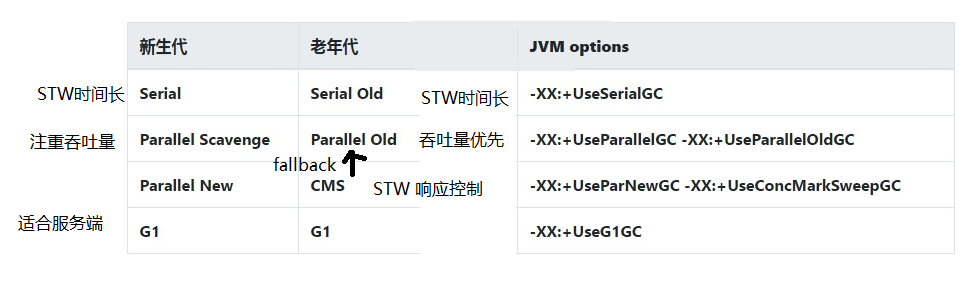 新生代 老年代 JVM options
STW时间长 Serial Serial Old STW时间长 -XX:+UseSerialGC
注重吞吐量 Parallel Scavenge Parallel Old 吞吐量优先 -XX:+UseParallelGC -XX:+UseParallelOldGC
fallback
Parallel New CMS STW 响应控制 -XX:+UseParNewGC -XX:+UseConcMarkSweepGC
适合服务端 G1 G1 -XX:+UseG1GC